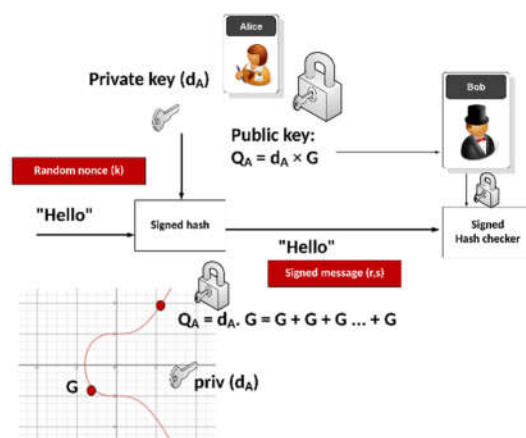 Alice
Private key (dA)
Bob
Public key:
QA = dA × G
Random nonce (k)
"Hello"
Signed hash
"Hello"
Signed
Hash checker
Signed message (r,s)
QA = dA. G = G + G + G ... + G
G
priv (dA)